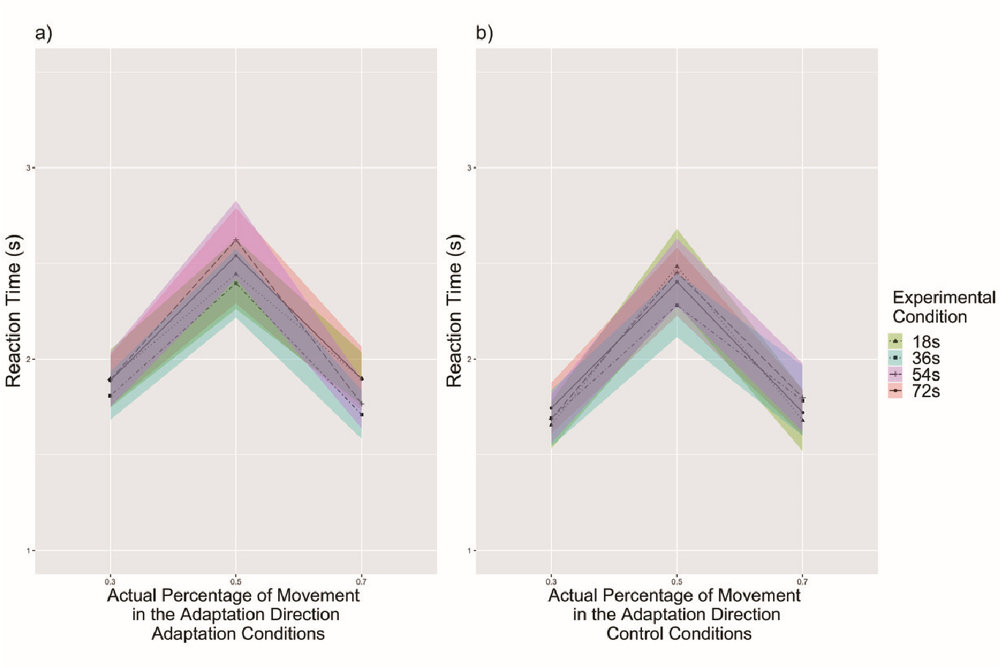 a)
Reaction Time (s)
3
2
1
0.3 0.5 0.7
Actual Percentage of Movement
in the Adaptation Direction
Adaptation Conditions
b)
Reaction Time (s)
3
2
1
0.3 0.5 0.7
Actual Percentage of Movement
in the Adaptation Direction
Control Conditions
Experimental
Condition
18s
36s
54s
72s